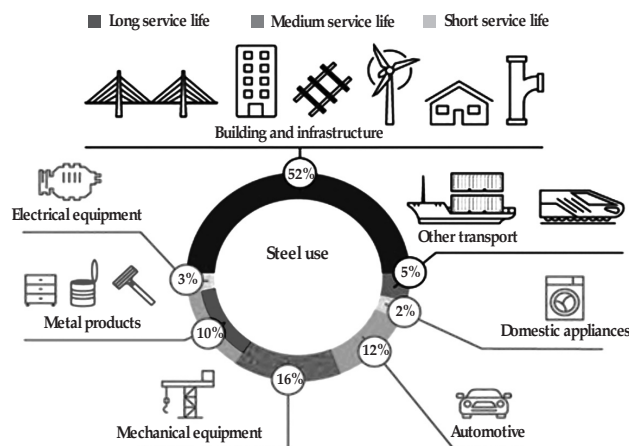 Long service life
Medium service life
Short service life
Building and infrastructure
52%
Electrical equipment
Steel use
Other transport
3%
5%
2%
Metal products
Domestic appliances
10%
12%
16%
Mechanical equipment
Automotive